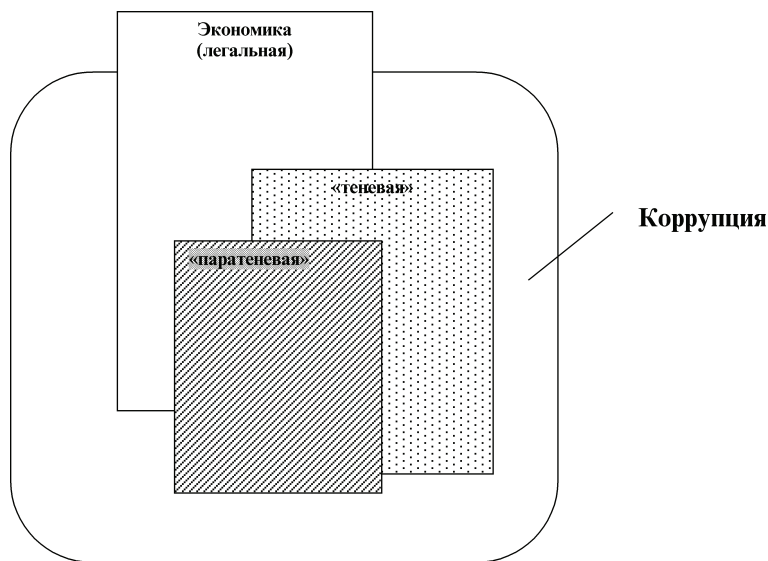 Экономика
(легальная)
«теневая»
Коррупция
«паратеневая»